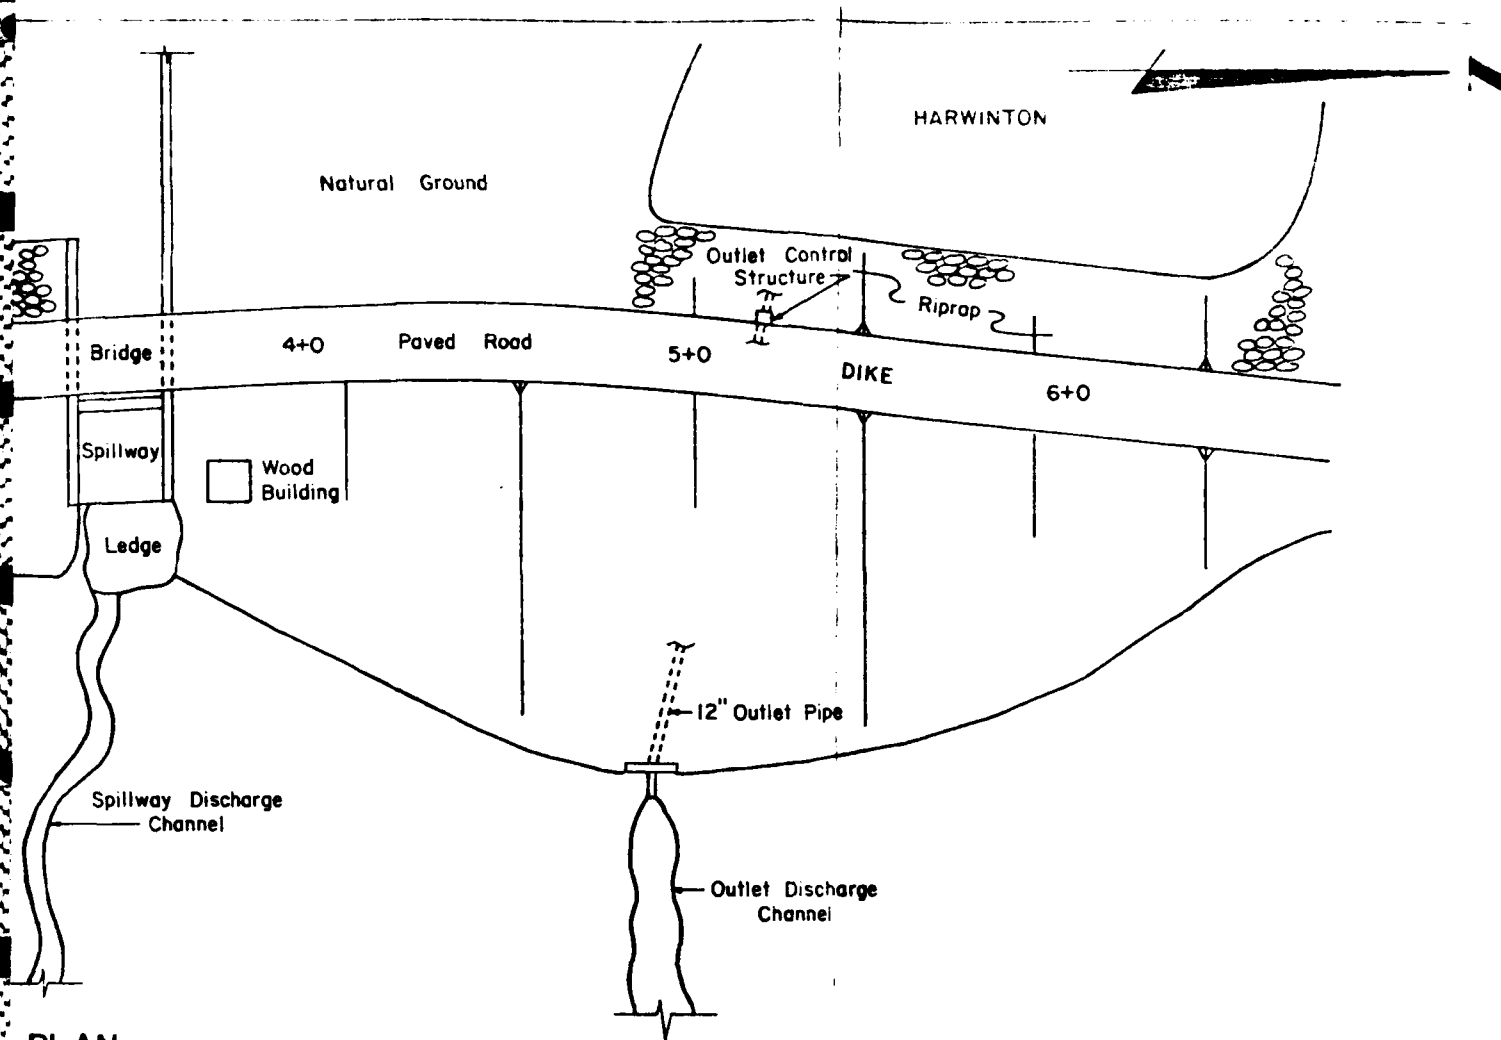 HARWINTON
Natural Ground
Outlet Control
Structure
Riprap
Bridge
4+0
Paved Road
5+0
DIKE
6+0
Spillway
Wood
Building
Ledge
12" Outlet Pipe
Spillway Discharge
Channel
Outlet Discharge
Channel
PLAN